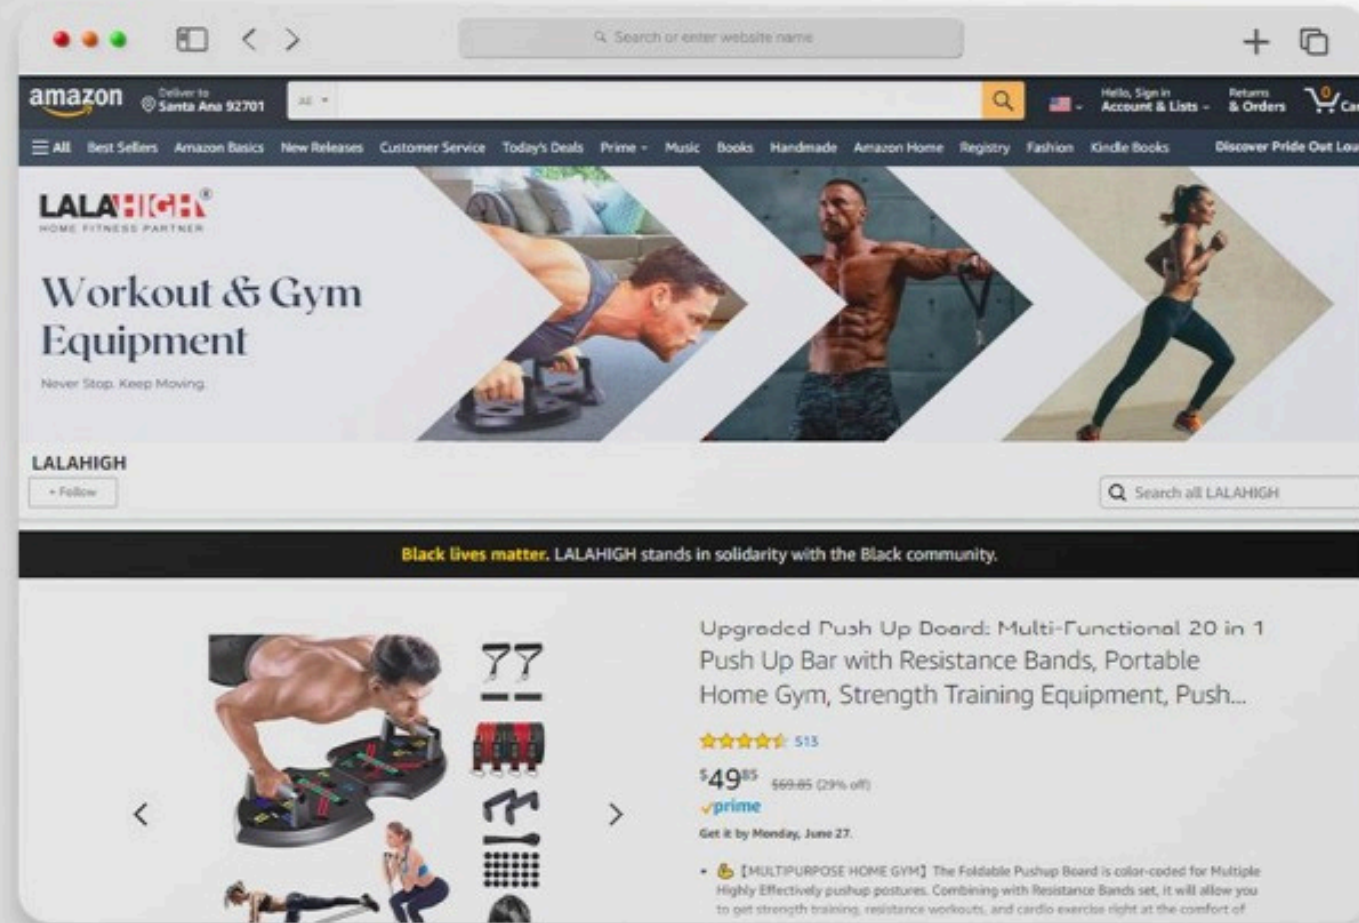 Search or enter website name
amazon
Deliver to
Santa Ana 92701
All
Hello, Sign in
Account & Lists
Returns
& Orders
0
All Best Sellers Amazon Basics New Releases Customer Service Today's Deals Prime Music Books Handmade Amazon Home Registry Fashion Kindle Books Discover Pride Out Lou
LALAHIGH®
HOME FITNESS PARTNER
Workout & Gym
Equipment
Never Stop. Keep Moving.
LALAHIGH
+ Follow
Search all LALAHIGH
Black lives matter. LALAHIGH stands in solidarity with the Black community.
Upgraded Push Up Board: Multi-Functional 20 in 1
Push Up Bar with Resistance Bands, Portable
Home Gym, Strength Training Equipment, Push...
513
$4985 $69.85 (29% off)
prime
Get it by Monday, June 27.
• 【MULTIPURPOSE HOME GYM】 The Foldable Pushup Board is color-coded for Multiple
Highly Effectively pushup postures. Combining with Resistance Bands set, it will allow you
to get strength training, resistance workouts, and cardio exercise right at the comfort of